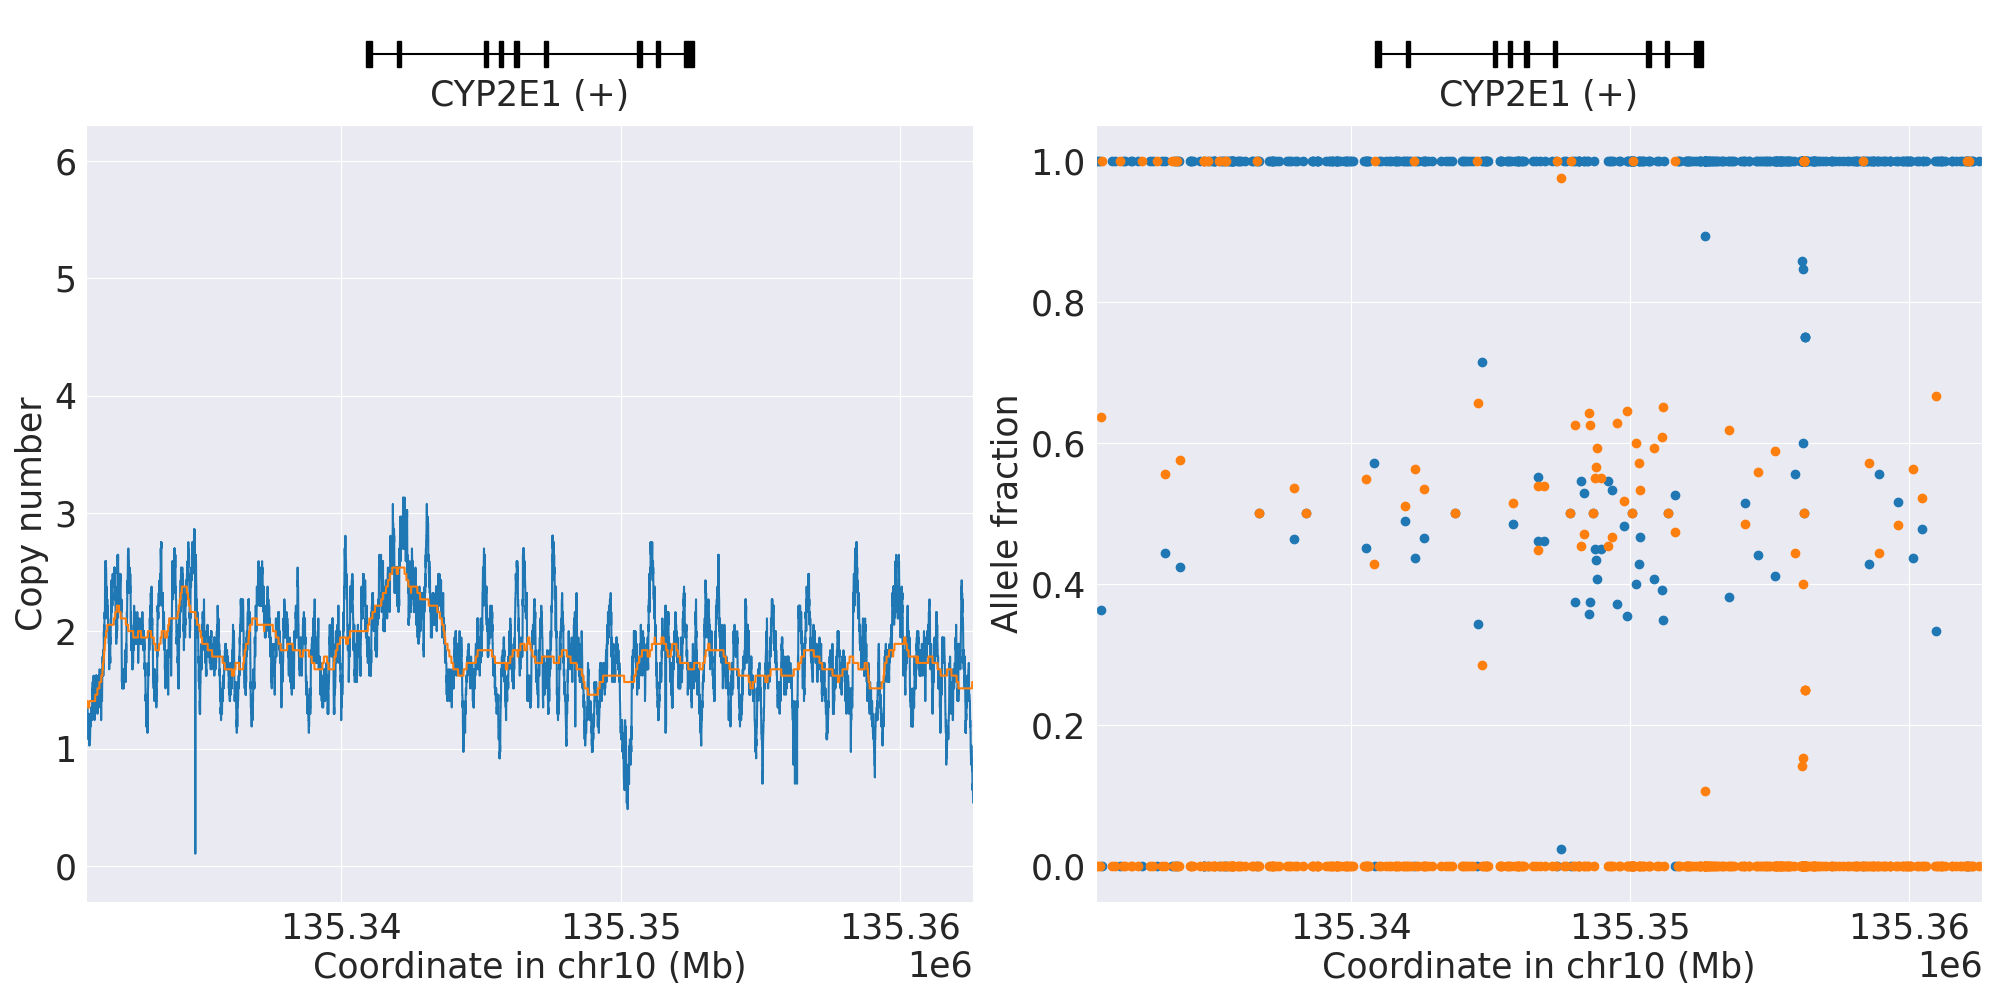 CYP2E1 (+)
6
5
4
3
2
1
0
Copy number
135.34 135.35 135.36
Coordinate in chr10 (Mb)
1e6
CYP2E1 (+)
1.0
0.8
0.6
0.4
0.2
0.0
Allele fraction
135.34 135.35 135.36
Coordinate in chr10 (Mb)
1e6